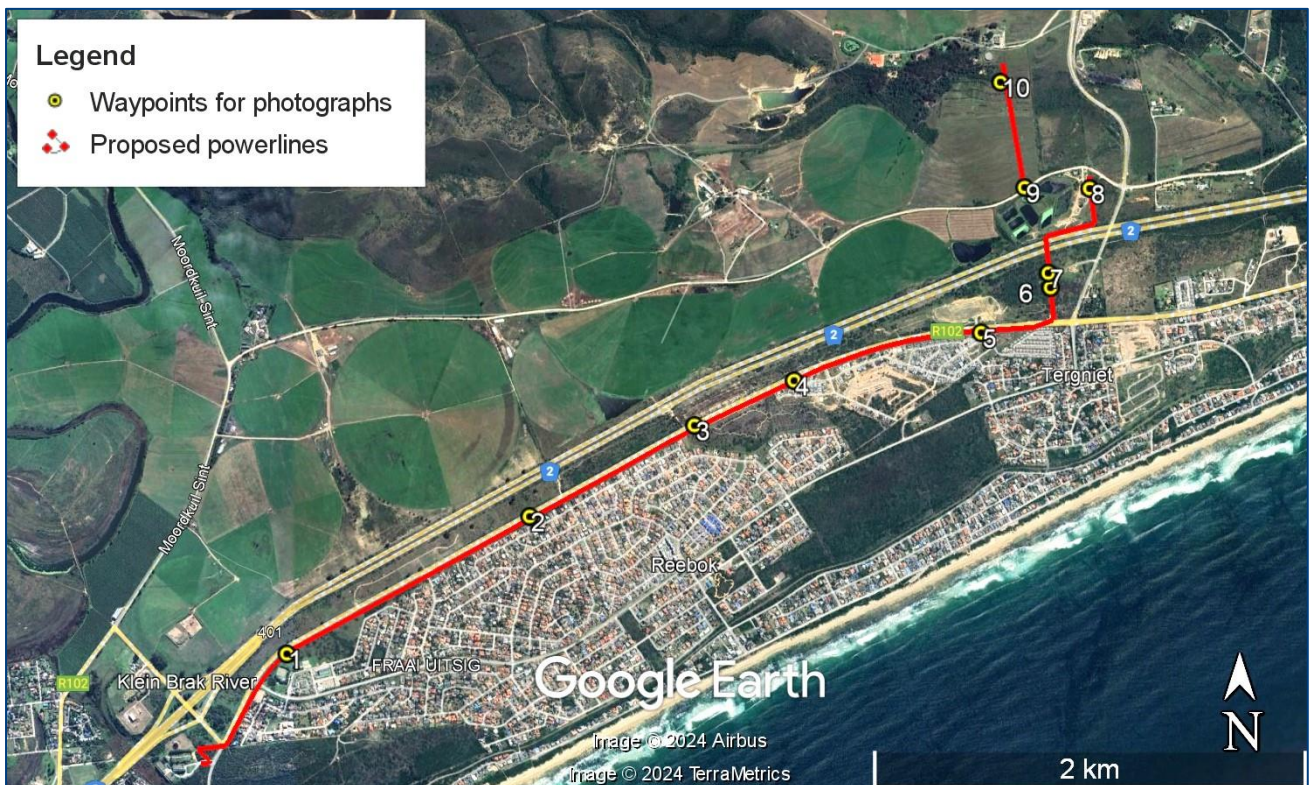 Legend
Waypoints for photographs
Proposed powerlines
10
9
8
2
7
6
Moordkuil Sint
2
R102
5
Tergniet
4
3
2
2
Moordkuil Sint
Reebok
401
1
FRAAI UITSIG
Klein Brak River
R102
Google Earth
N
Image © 2024 Airbus
Image © 2024 TerraMetrics
2 km